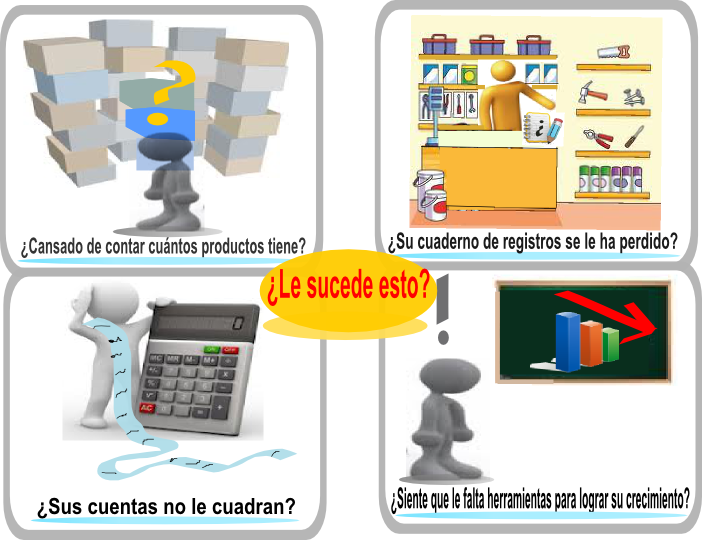 ¿Cansado de contar cuántos productos tiene?
¿Su cuaderno de registros se le ha perdido?
¿Le sucede esto?
¿Sus cuentas no le cuadran?
¿Siente que le falta herramientas para lograr su crecimiento?